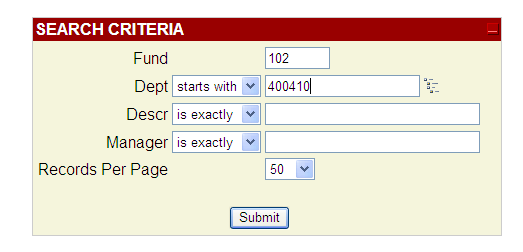 SEARCH CRITERIA
Fund 102
Dept starts with 400410
Descr is exactly
Manager is exactly
Records Per Page 50
Submit